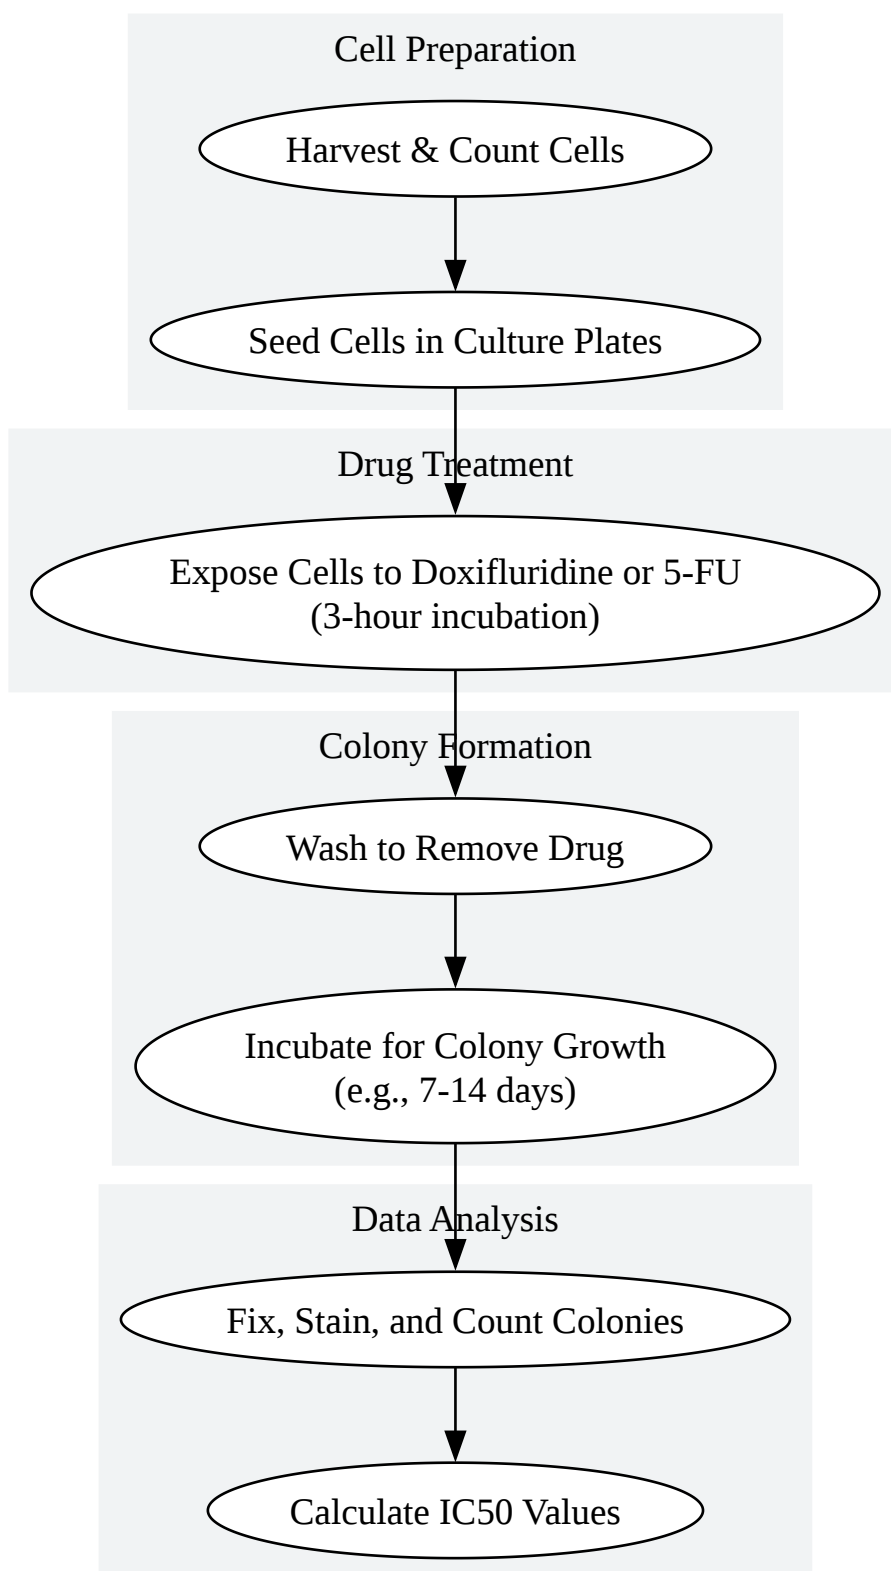 Cell Preparation
Harvest & Count Cells
Seed Cells in Culture Plates
Drug Treatment
Expose Cells to Doxifluridine or 5-FU
(3-hour incubation)
Colony Formation
Wash to Remove Drug
Incubate for Colony Growth
(e.g., 7-14 days)
Data Analysis
Fix, Stain, and Count Colonies
Calculate IC50 Values